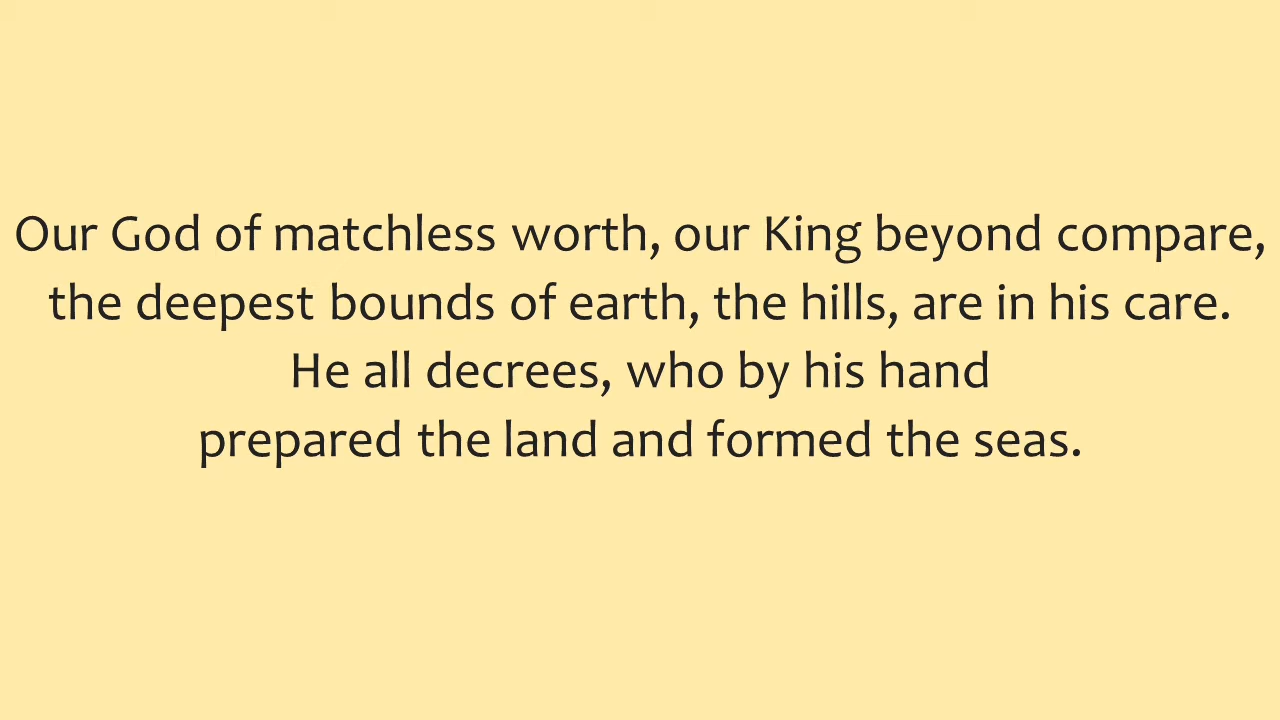 Our God of matchless worth, our King beyond compare,
the deepest bounds of earth, the hills, are in his care.
He all decrees, who by his hand
prepared the land and formed the seas.